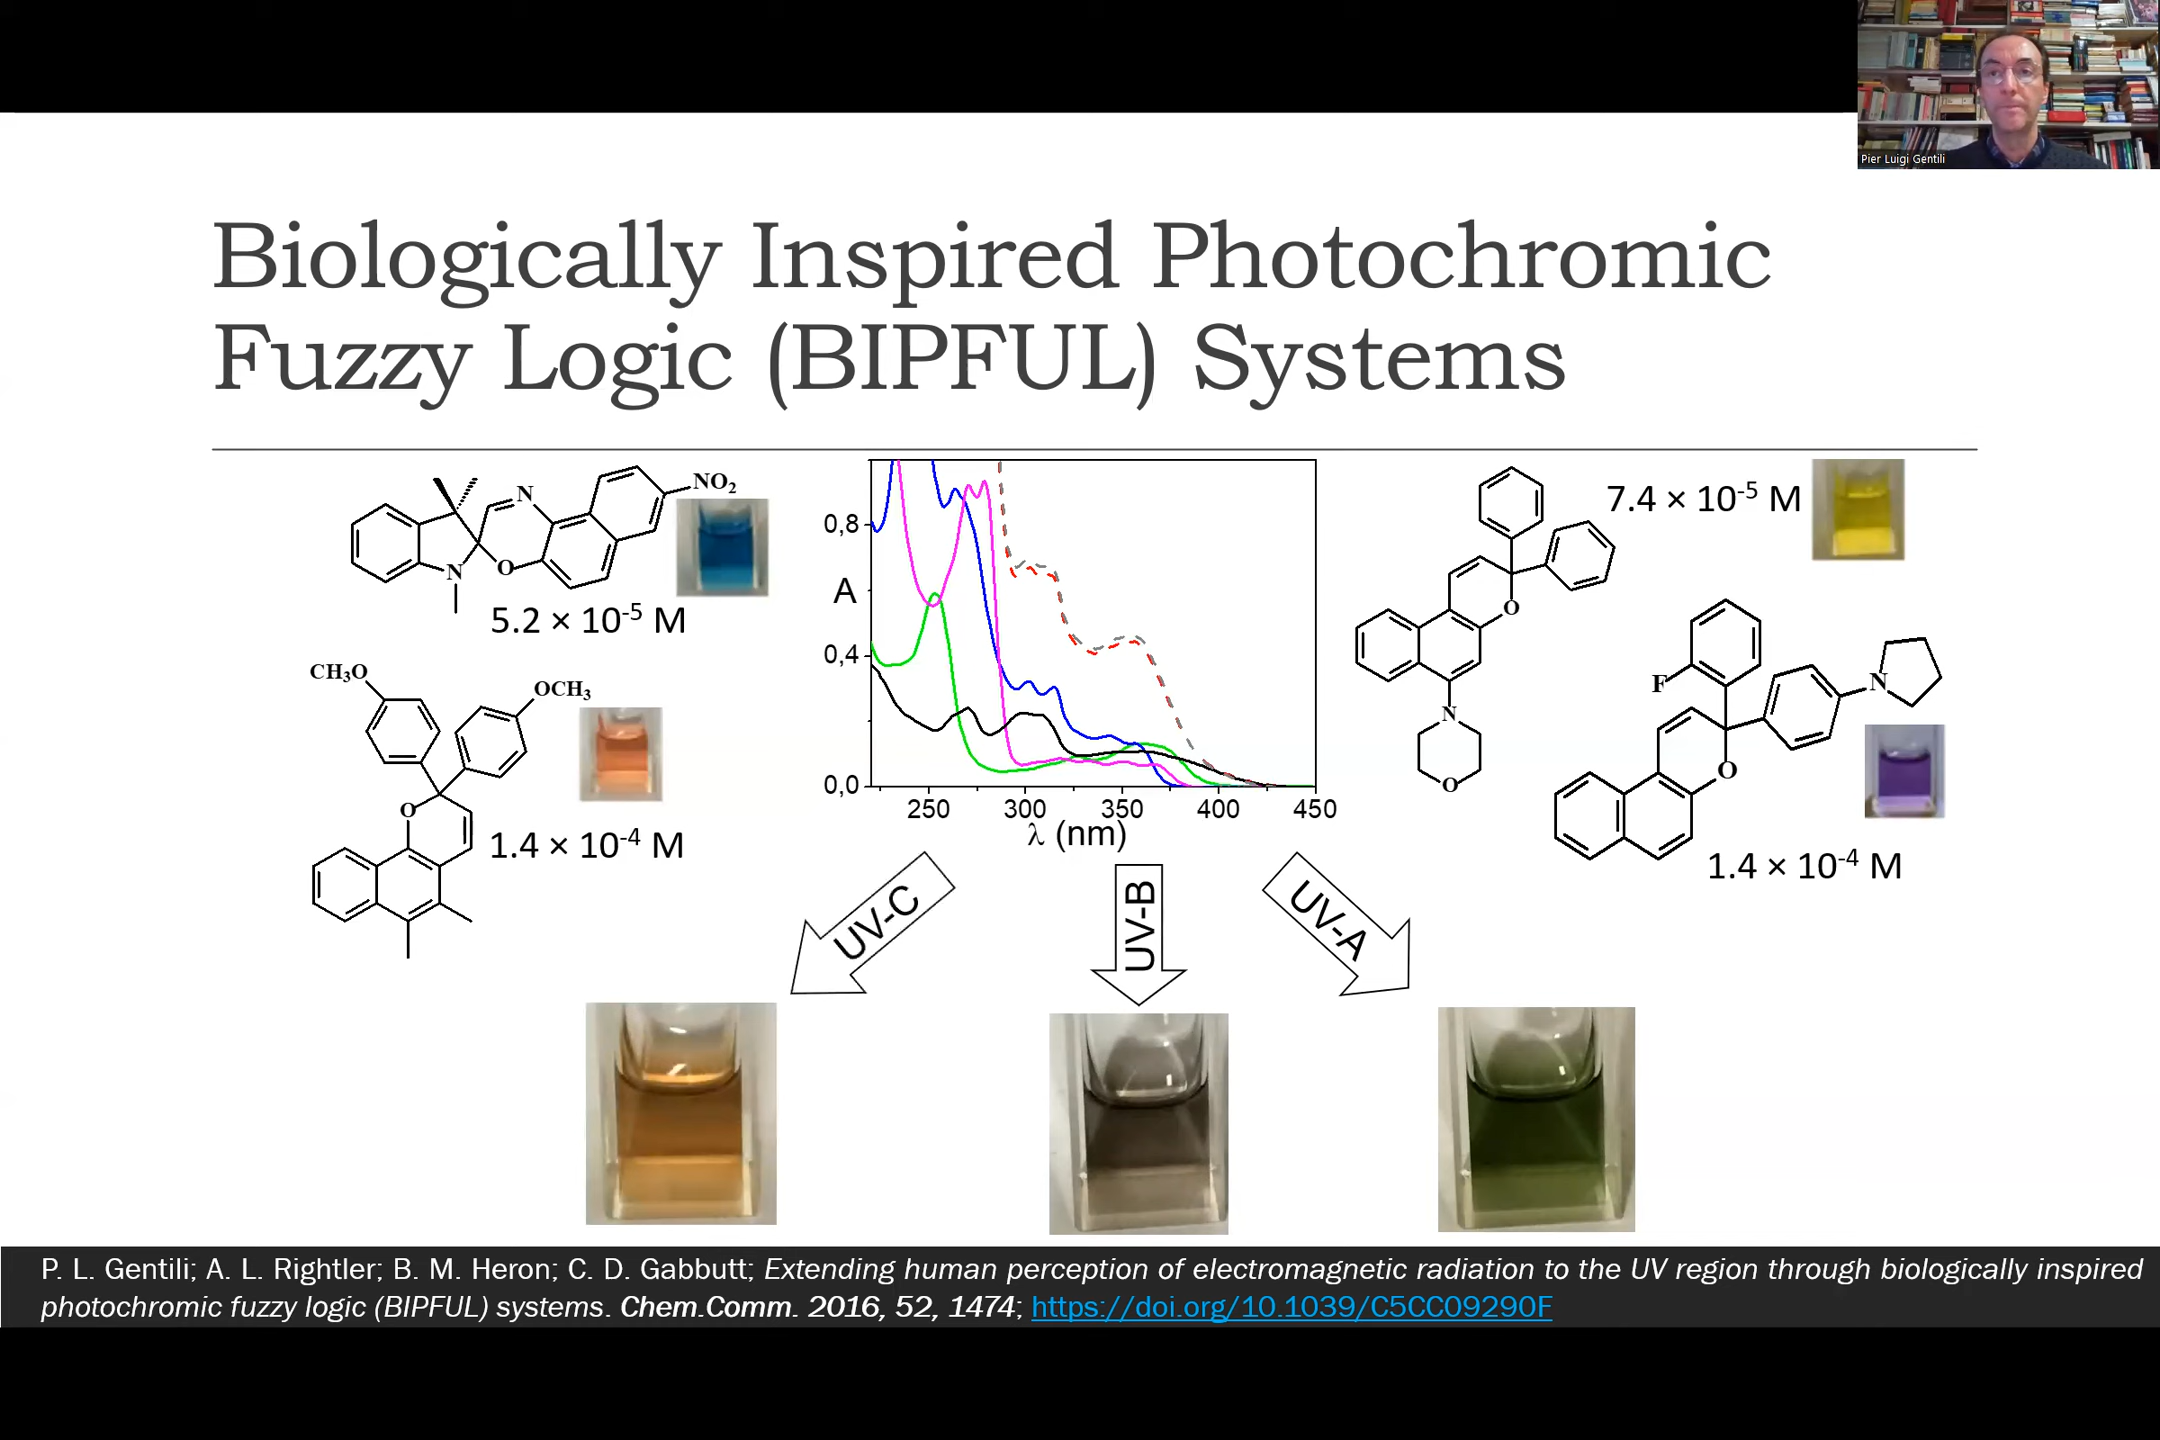 Pier Luigi Gentili
Biologically Inspired Photochromic
Fuzzy Logic (BIPFUL) Systems
N
NO₂
N
O
5.2 × 10⁻⁵ M
CH₃O
OCH₃
O
1.4 × 10⁻⁴ M
0,8
A
0,4
0,0
250 300 350 400 450
λ (nm)
7.4 × 10⁻⁵ M
O
N
O
F
N
O
1.4 × 10⁻⁴ M
UV-C
UV-B
UV-A
P. L. Gentili; A. L. Rightler; B. M. Heron; C. D. Gabbutt; Extending human perception of electromagnetic radiation to the UV region through biologically inspired
photochromic fuzzy logic (BIPFUL) systems. Chem.Comm. 2016, 52, 1474; https://doi.org/10.1039/C5CC09290F